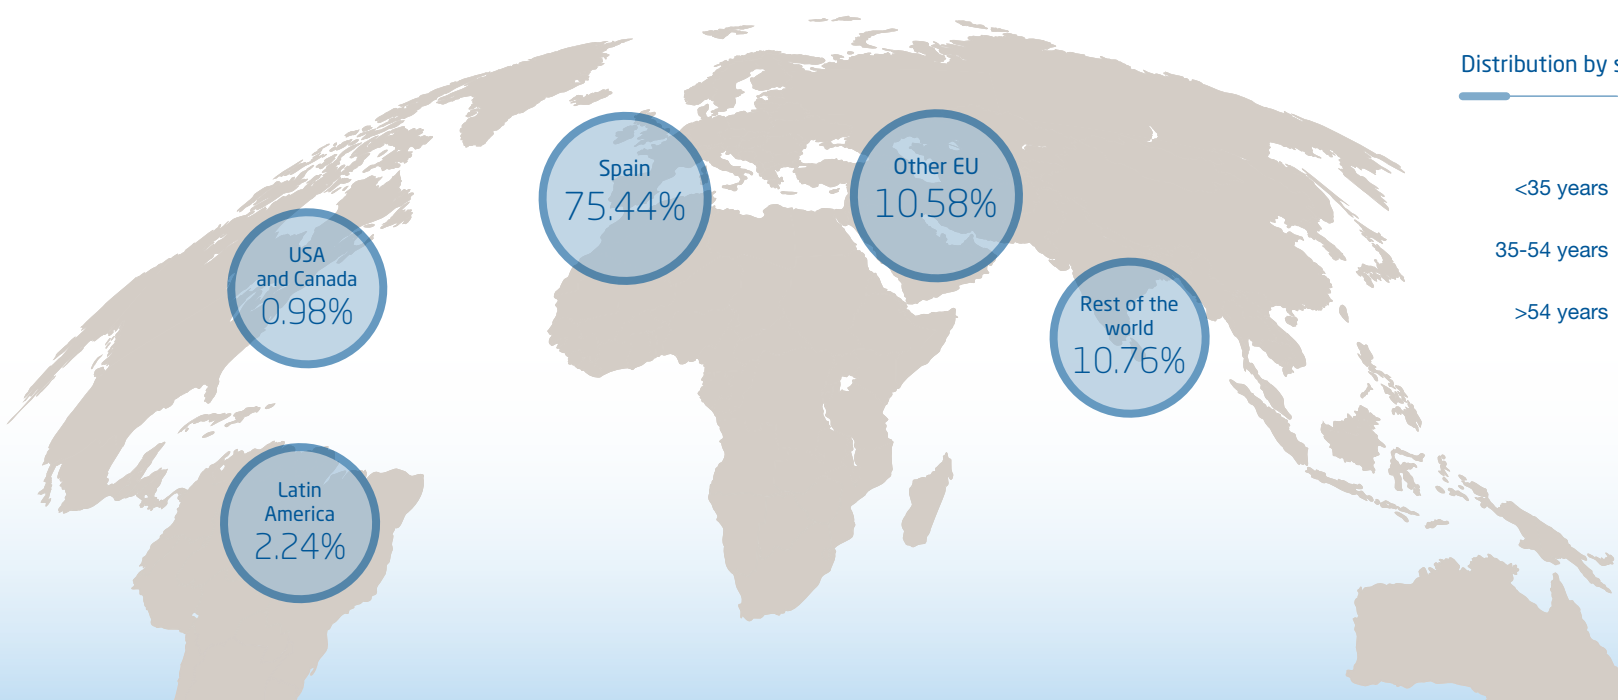 Distribution by s
<35 years
35-54 years
>54 years
Spain
75.44%
Other EU
10.58%
USA
and Canada
0.98%
Rest of the
world
10.76%
Latin
America
2.24%